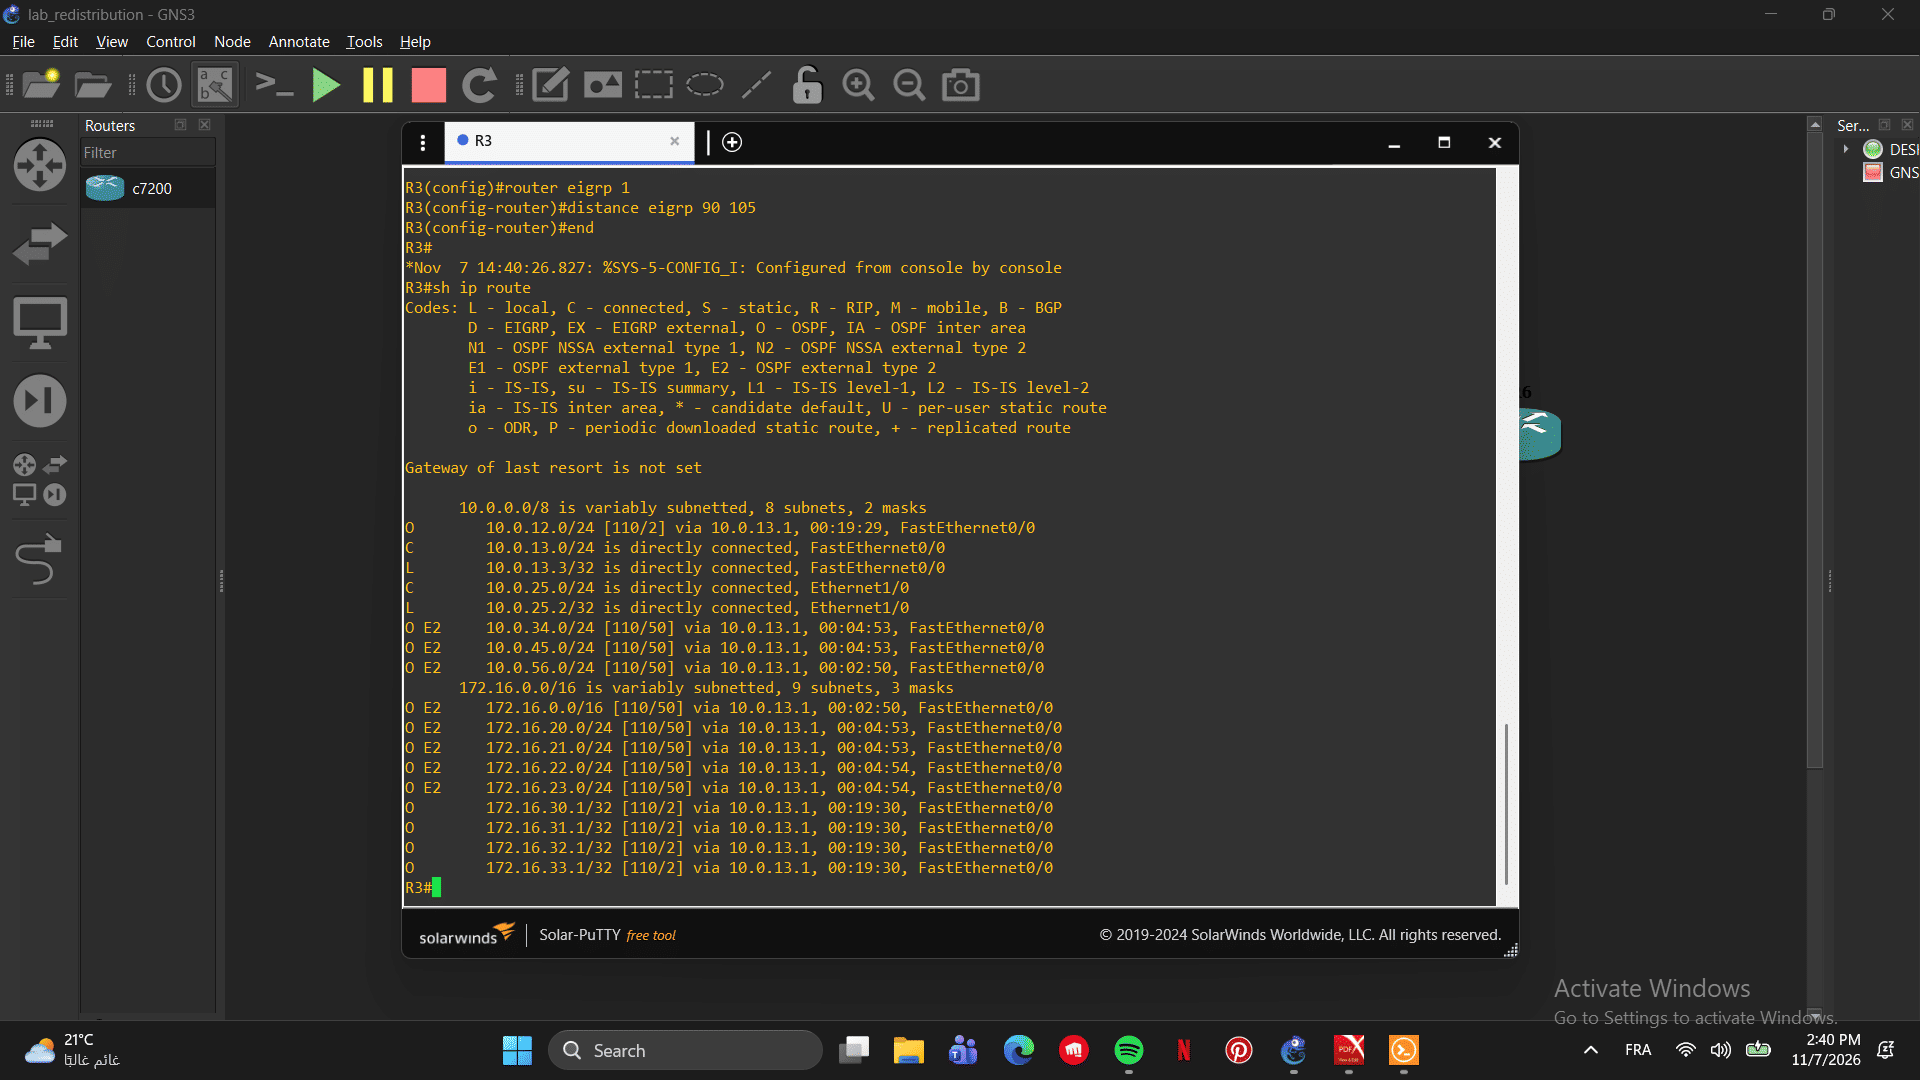 lab_redistribution - GNS3
File Edit View Control Node Annotate Tools Help
Routers
Filter
c7200
Ser...
DESI
GNS
R3
R3(config)#router eigrp 1
R3(config-router)#distance eigrp 90 105
R3(config-router)#end
R3#
*Nov  7 14:40:26.827: %SYS-5-CONFIG_I: Configured from console by console
R3#sh ip route
Codes: L - local, C - connected, S - static, R - RIP, M - mobile, B - BGP
       D - EIGRP, EX - EIGRP external, O - OSPF, IA - OSPF inter area
       N1 - OSPF NSSA external type 1, N2 - OSPF NSSA external type 2
       E1 - OSPF external type 1, E2 - OSPF external type 2
       i - IS-IS, su - IS-IS summary, L1 - IS-IS level-1, L2 - IS-IS level-2
       ia - IS-IS inter area, * - candidate default, U - per-user static route
       o - ODR, P - periodic downloaded static route, + - replicated route
Gateway of last resort is not set
      10.0.0.0/8 is variably subnetted, 8 subnets, 2 masks
O        10.0.12.0/24 [110/2] via 10.0.13.1, 00:19:29, FastEthernet0/0
C        10.0.13.0/24 is directly connected, FastEthernet0/0
L        10.0.13.3/32 is directly connected, FastEthernet0/0
C        10.0.25.0/24 is directly connected, Ethernet1/0
L        10.0.25.2/32 is directly connected, Ethernet1/0
O E2     10.0.34.0/24 [110/50] via 10.0.13.1, 00:04:53, FastEthernet0/0
O E2     10.0.45.0/24 [110/50] via 10.0.13.1, 00:04:53, FastEthernet0/0
O E2     10.0.56.0/24 [110/50] via 10.0.13.1, 00:02:50, FastEthernet0/0
      172.16.0.0/16 is variably subnetted, 9 subnets, 3 masks
O E2     172.16.0.0/16 [110/50] via 10.0.13.1, 00:02:50, FastEthernet0/0
O E2     172.16.20.0/24 [110/50] via 10.0.13.1, 00:04:53, FastEthernet0/0
O E2     172.16.21.0/24 [110/50] via 10.0.13.1, 00:04:53, FastEthernet0/0
O E2     172.16.22.0/24 [110/50] via 10.0.13.1, 00:04:54, FastEthernet0/0
O E2     172.16.23.0/24 [110/50] via 10.0.13.1, 00:04:54, FastEthernet0/0
O        172.16.30.1/32 [110/2] via 10.0.13.1, 00:19:30, FastEthernet0/0
O        172.16.31.1/32 [110/2] via 10.0.13.1, 00:19:30, FastEthernet0/0
O        172.16.32.1/32 [110/2] via 10.0.13.1, 00:19:30, FastEthernet0/0
O        172.16.33.1/32 [110/2] via 10.0.13.1, 00:19:30, FastEthernet0/0
R3#
6
solarwinds Solar-PuTTY free tool
© 2019-2024 SolarWinds Worldwide, LLC. All rights reserved.
Activate Windows
Go to Settings to activate Windows.
21°C
غائم غالبًا
Search
FRA
2:40 PM
11/7/2026